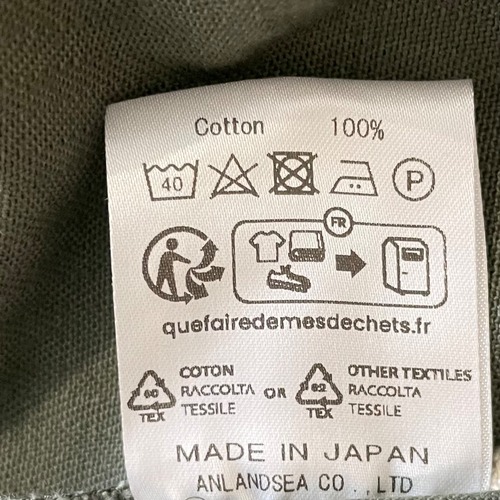 Cotton 100%
40 P
FR
quefairedemesdechets.fr
60 TEX COTON RACCOLTA TESSILE OR 62 TEX OTHER TEXTILES RACCOLTA TESSILE
MADE IN JAPAN
ANLANDSEA CO.,LTD